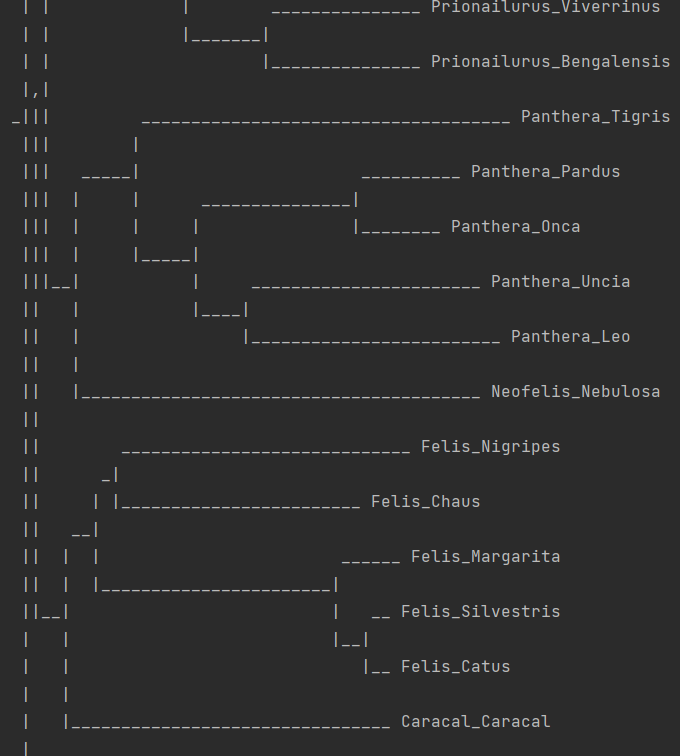 Prionailurus_Viverrinus
Prionailurus_Bengalensis
Panthera_Tigris
Panthera_Pardus
Panthera_Onca
Panthera_Uncia
Panthera_Leo
Neofelis_Nebulosa
Felis_Nigripes
Felis_Chaus
Felis_Margarita
Felis_Silvestris
Felis_Catus
Caracal_Caracal